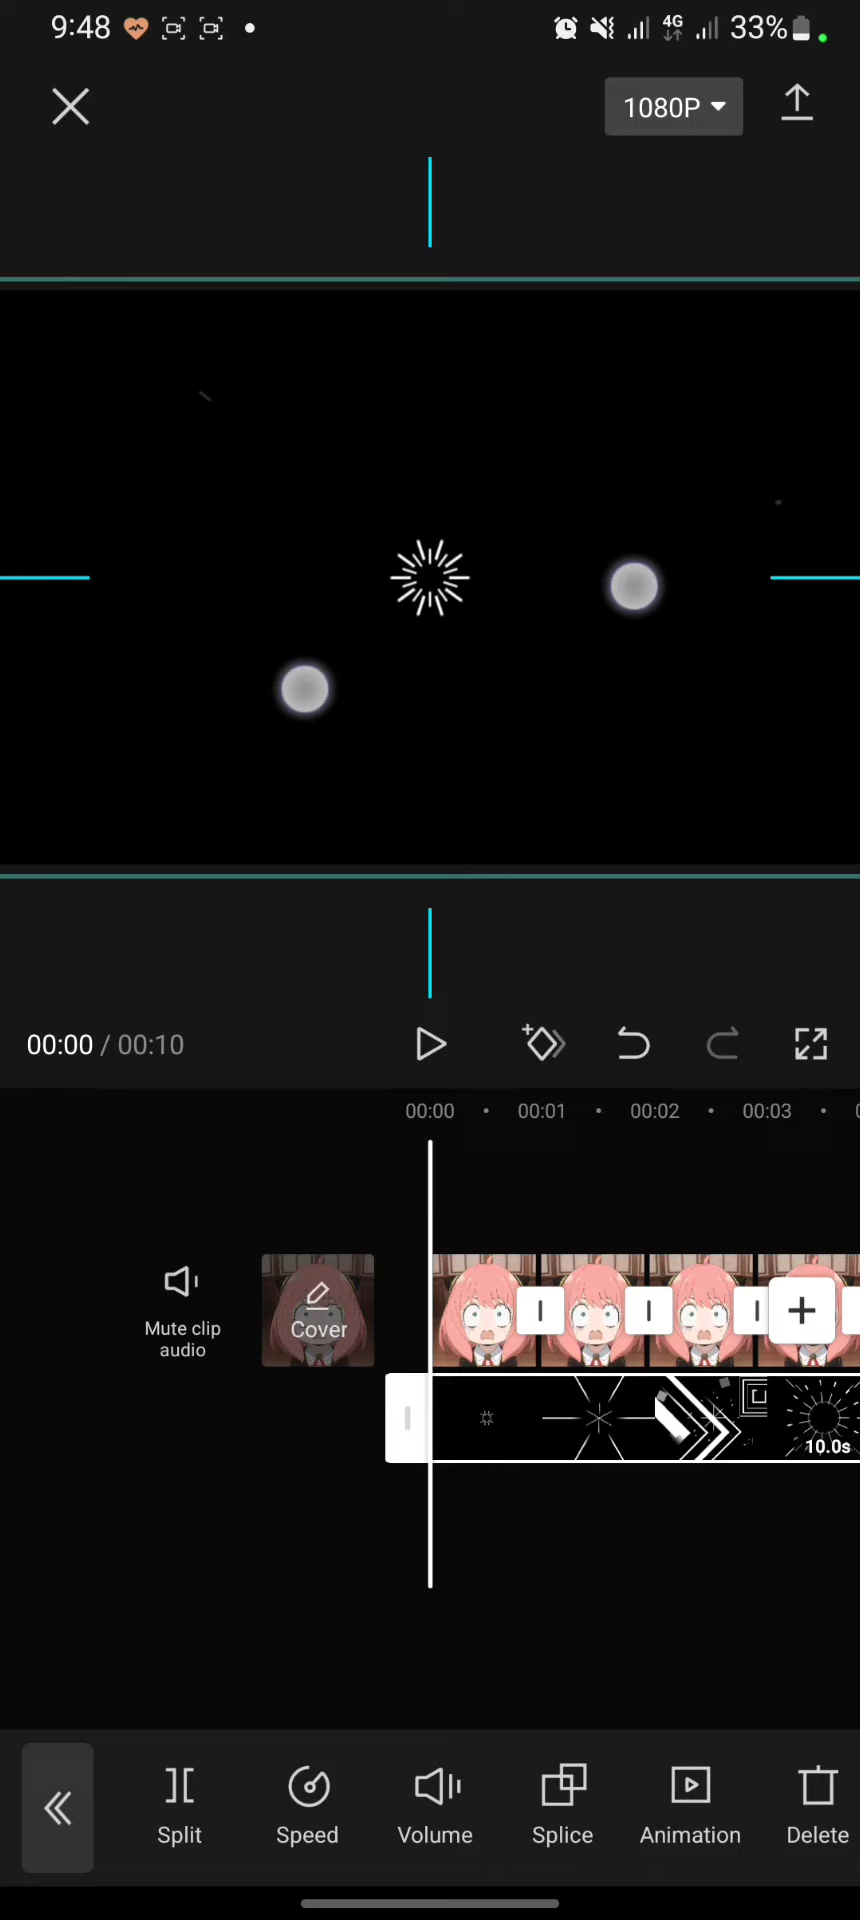 9:48
4G
33%
1080P
00:00 / 00:10
00:00
00:01
00:02
00:03
Mute clip
audio
Cover
10.0s
Split
Speed
Volume
Splice
Animation
Delete